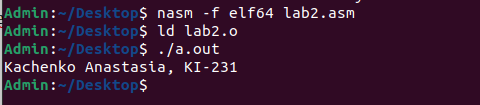 Admin:~/Desktop$ nasm -f elf64 lab2.asm
Admin:~/Desktop$ ld lab2.o
Admin:~/Desktop$ ./a.out
Kachenko Anastasia, KI-231
Admin:~/Desktop$